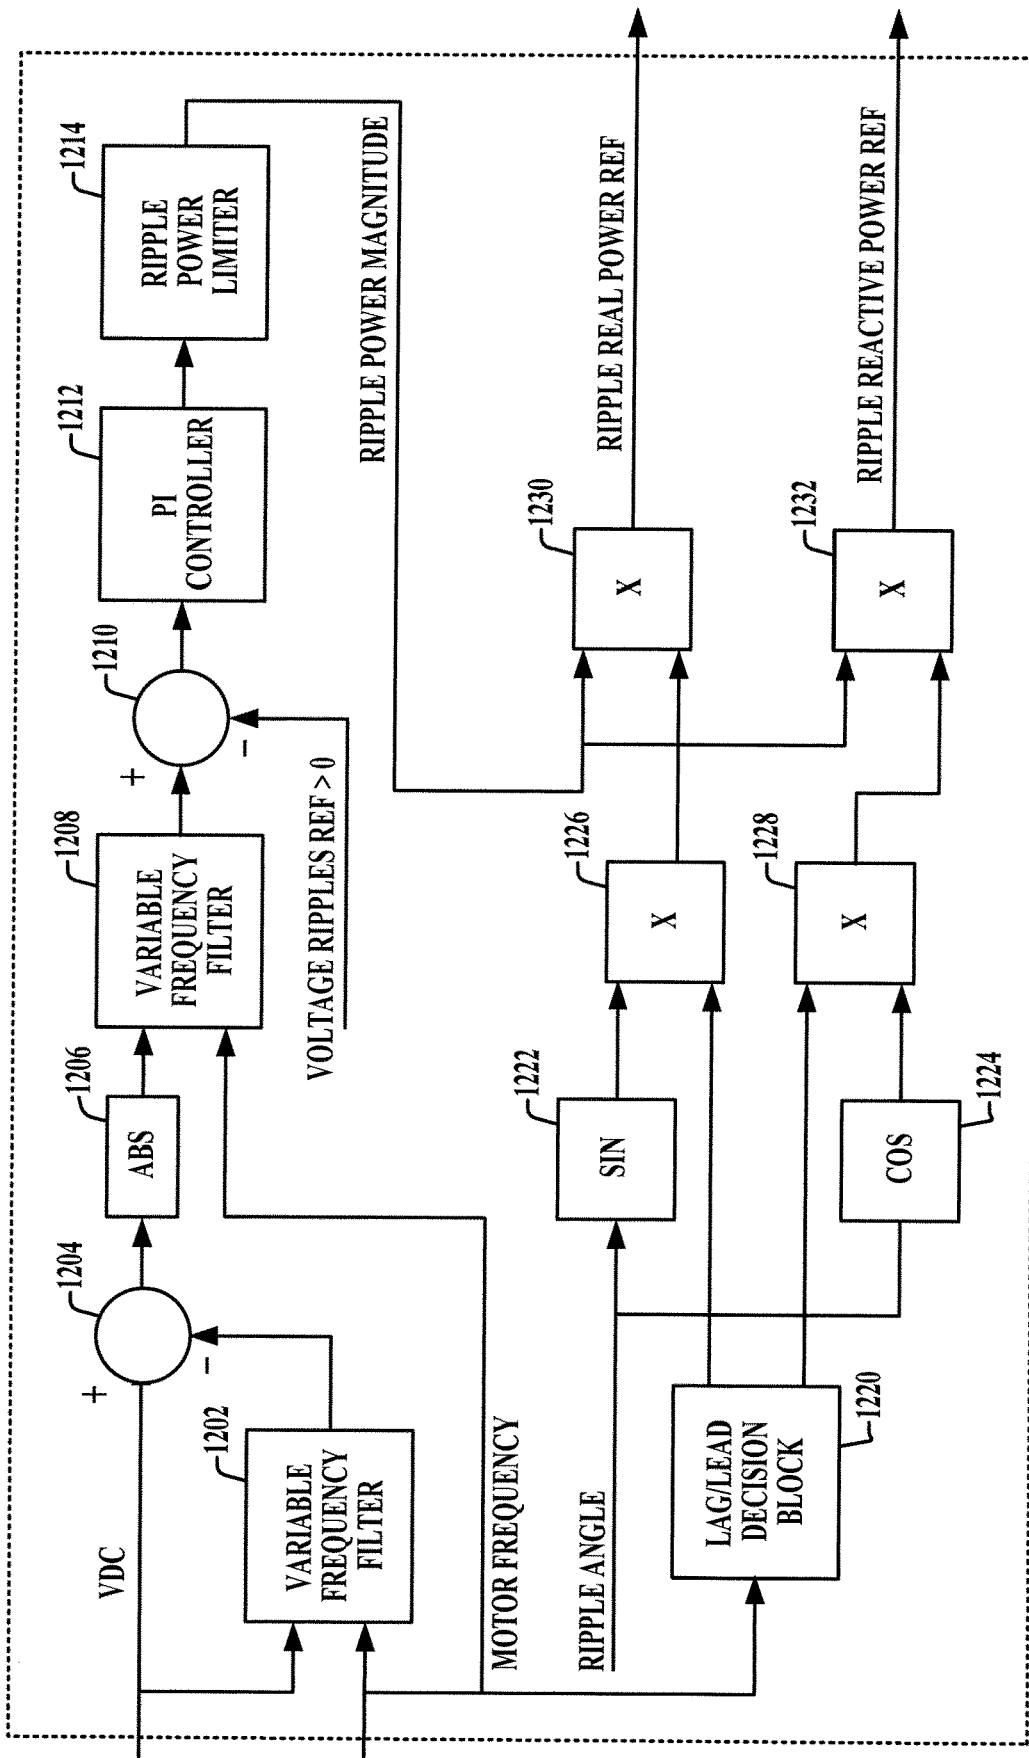 VDC
+
-
1204
1202
VARIABLE
FREQUENCY
FILTER
ABS
1206
VARIABLE
FREQUENCY
FILTER
1208
+
-
1210
VOLTAGE RIPPLES REF > 0
PI
CONTROLLER
1212
RIPPLE
POWER
LIMITER
1214
RIPPLE POWER MAGNITUDE
MOTOR FREQUENCY
RIPPLE ANGLE
LAG/LEAD
DECISION
BLOCK
1220
SIN
1222
COS
1224
X
1226
X
1228
X
1230
X
1232
RIPPLE REAL POWER REF
RIPPLE REACTIVE POWER REF